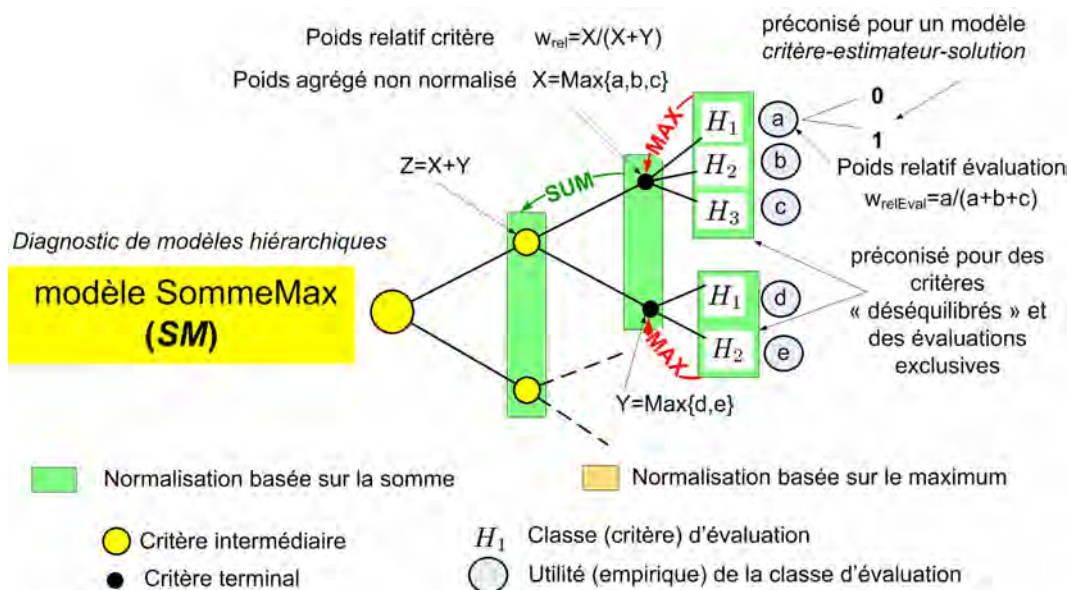 Poids relatif critère w_rel=X/(X+Y)
Poids agrégé non normalisé X=Max{a,b,c}
préconisé pour un modèle
critère-estimateur-solution
0
1
MAX
H₁ a
H₂ b
H₃ c
Poids relatif évaluation
w_relEval=a/(a+b+c)
Z=X+Y
SUM
Diagnostic de modèles hiérarchiques
modèle SommeMax
(SM)
préconisé pour des
critères
« déséquilibrés » et
des évaluations
exclusives
H₁ d
H₂ e
MAX
Y=Max{d,e}
Normalisation basée sur la somme
Normalisation basée sur le maximum
Critère intermédiaire
H₁ Classe (critère) d'évaluation
Critère terminal
Utilité (empirique) de la classe d'évaluation